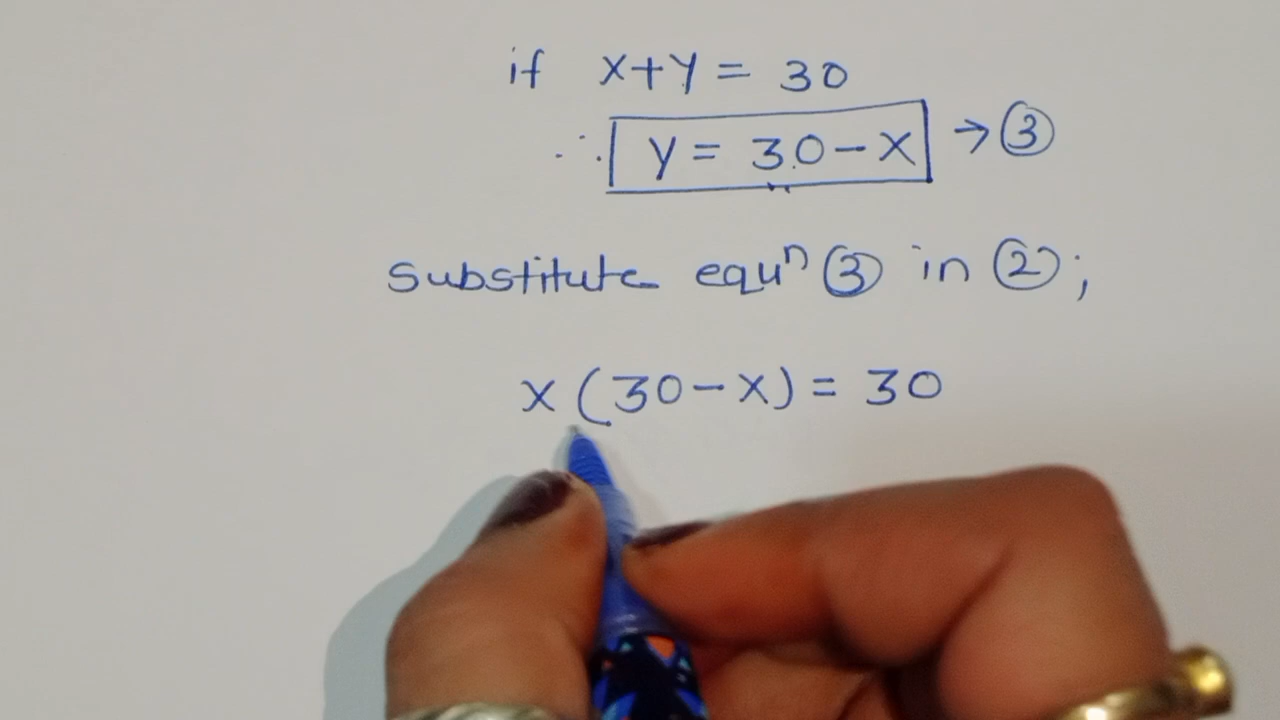 if x+y = 30
∴ y = 30-x → ③
Substitute equⁿ ③ in ②;
x(30-x) = 30